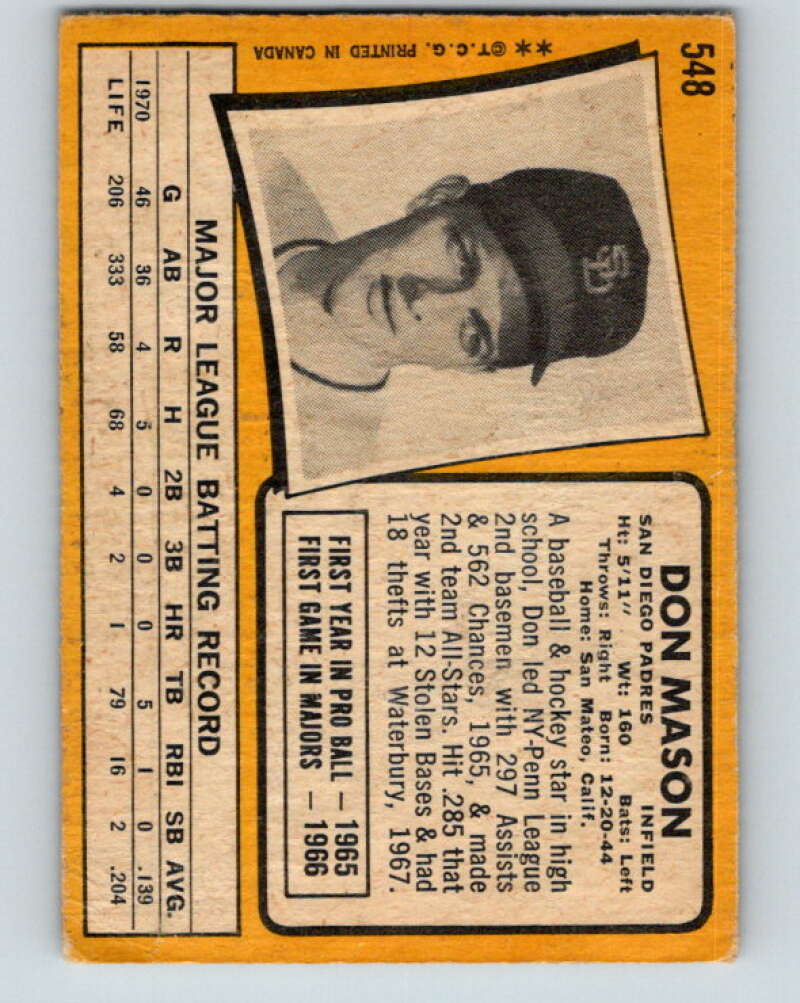 548
** © T.C.G. PRINTED IN CANADA
SD
DON MASON
SAN DIEGO PADRES INFIELD
Ht: 5'11" Wt: 160 Bats: Left
Throws: Right Born: 12-20-44
Home: San Mateo, Calif.
A baseball & hockey star in high
school, Don led NY-Penn League
2nd basemen with 297 Assists
& 562 Chances, 1965, & made
2nd team All-Stars. Hit .285 that
year with 12 Stolen Bases & had
18 thefts at Waterbury, 1967.
FIRST YEAR IN PRO BALL — 1965
FIRST GAME IN MAJORS — 1966
MAJOR LEAGUE BATTING RECORD
G AB R H 2B 3B HR TB RBI SB AVG.
1970 46 36 4 5 0 0 0 5 1 0 .139
LIFE 206 333 58 68 4 2 1 79 16 2 .204